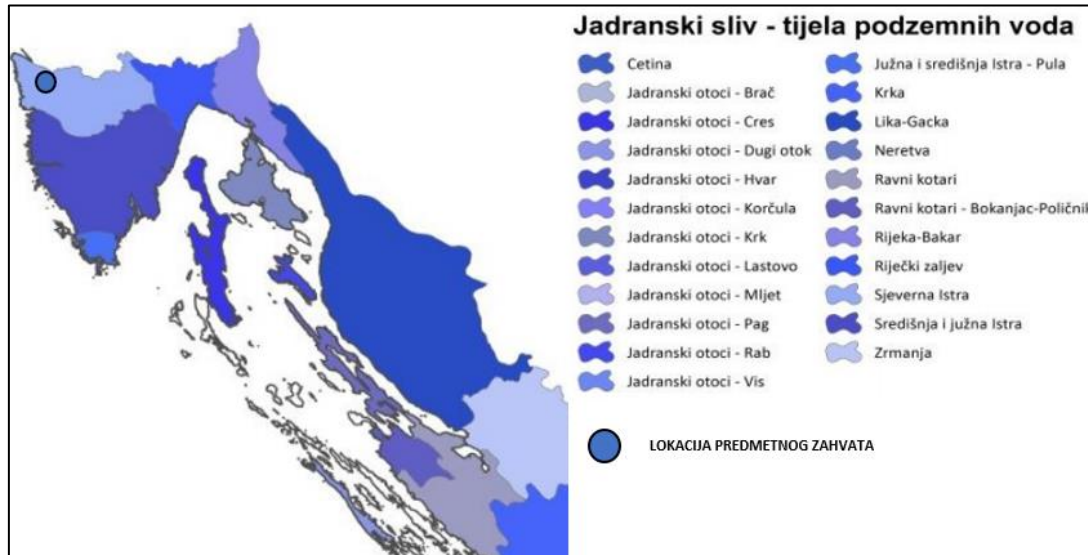 Jadranski sliv - tijela podzemnih voda
Cetina
Jadranski otoci - Brač
Jadranski otoci - Cres
Jadranski otoci - Dugi otok
Jadranski otoci - Hvar
Jadranski otoci - Korčula
Jadranski otoci - Krk
Jadranski otoci - Lastovo
Jadranski otoci - Mljet
Jadranski otoci - Pag
Jadranski otoci - Rab
Jadranski otoci - Vis
Južna i središnja Istra - Pula
Krka
Lika-Gacka
Neretva
Ravni kotari
Ravni kotari - Bokanjac-Poličnik
Rijeka-Bakar
Riječki zaljev
Sjeverna Istra
Središnja i južna Istra
Zrmanja
LOKACIJA PREDMETNOG ZAHVATA